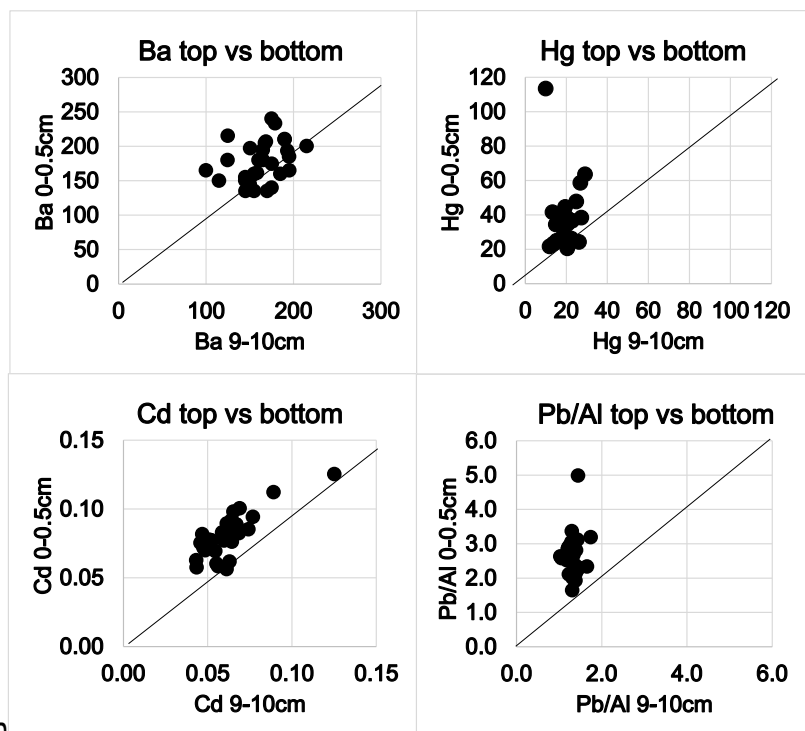 Ba top vs bottom
300
250
200
150
100
50
0
Ba 0-0.5cm
0 100 200 300
Ba 9-10cm
Hg top vs bottom
120
100
80
60
40
20
0
Hg 0-0.5cm
0 20 40 60 80 100 120
Hg 9-10cm
Cd top vs bottom
0.15
0.10
0.05
0.00
Cd 0-0.5cm
0.00 0.05 0.10 0.15
Cd 9-10cm
Pb/Al top vs bottom
6.0
5.0
4.0
3.0
2.0
1.0
0.0
Pb/Al 0-0.5cm
0.0 2.0 4.0 6.0
Pb/Al 9-10cm